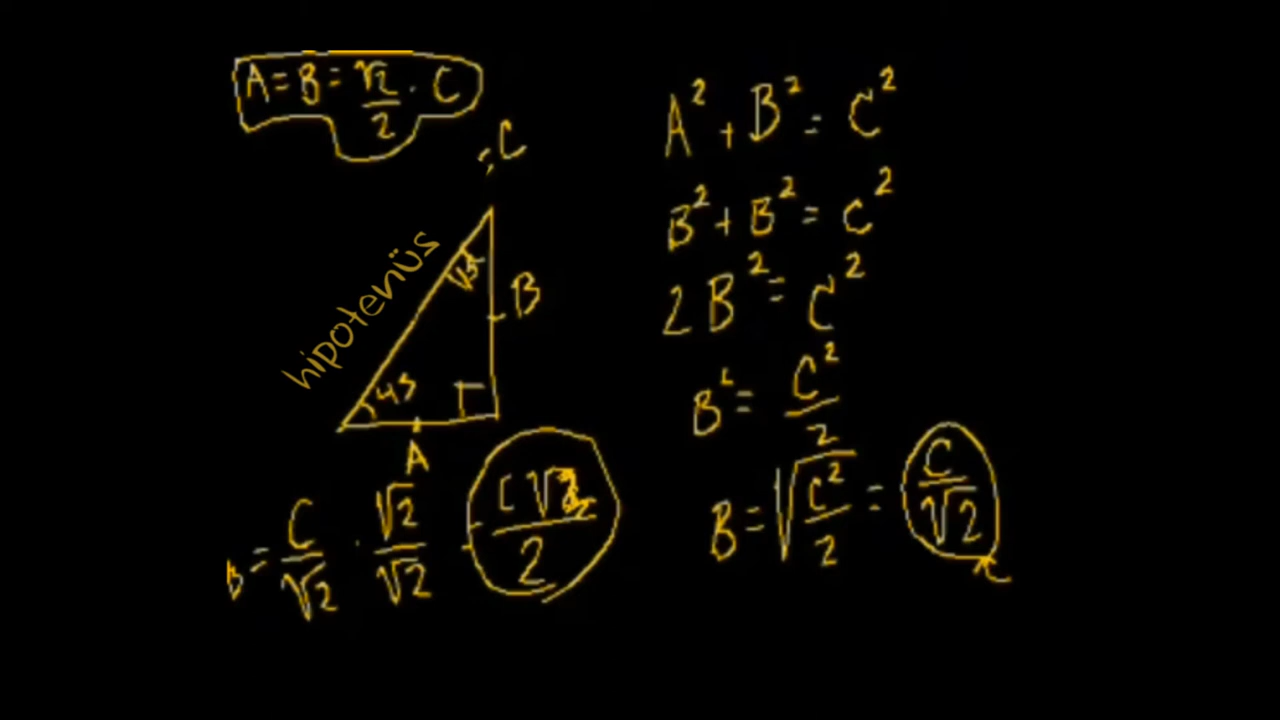 A = B = √2/2 · C
C
hipotenüs
45
B
45
A
B = C/√2 · √2/√2 = C√2/2
A² + B² = C²
B² + B² = C²
2B² = C²
B² = C²/2
B = √(C²/2) = C/√2